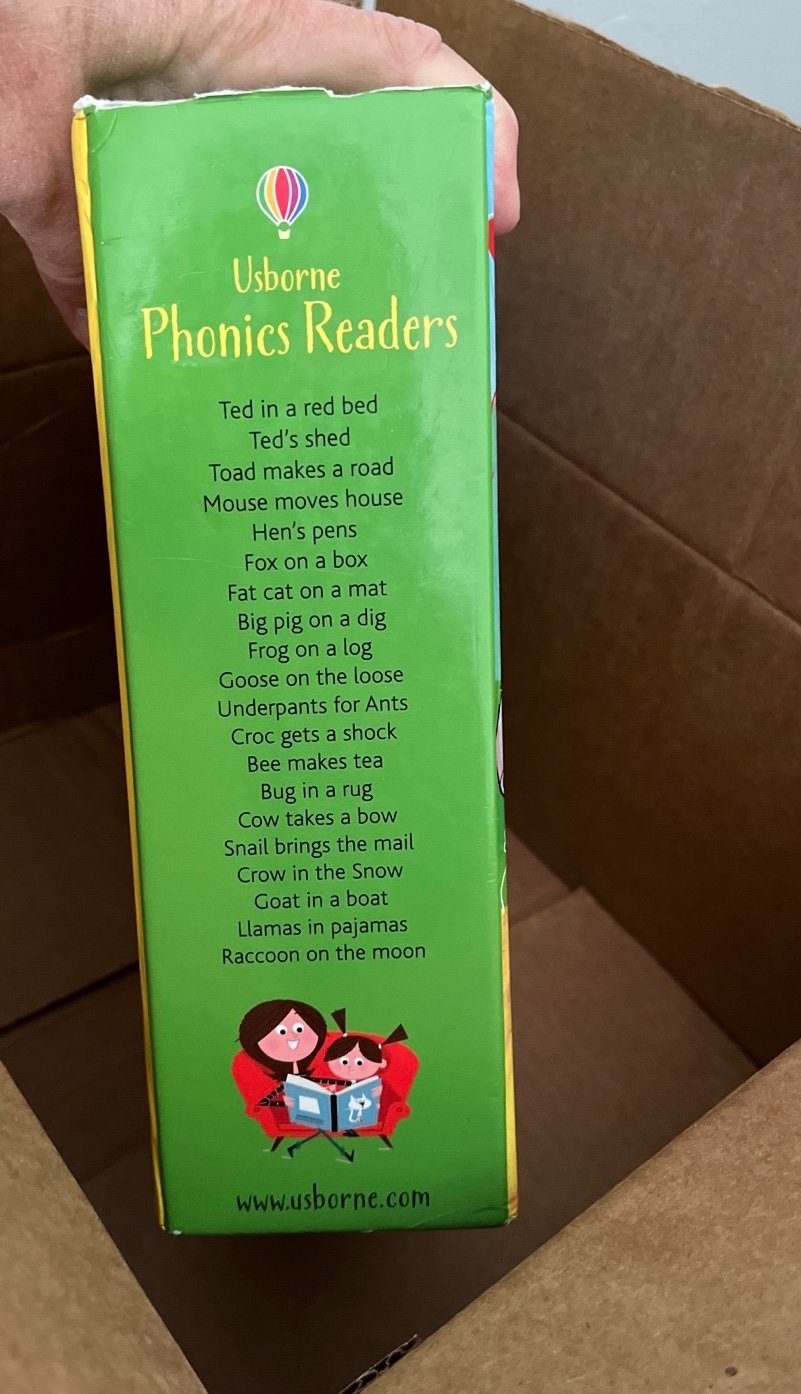 Usborne
Phonics Readers
Ted in a red bed
Ted's shed
Toad makes a road
Mouse moves house
Hen's pens
Fox on a box
Fat cat on a mat
Big pig on a dig
Frog on a log
Goose on the loose
Underpants for Ants
Croc gets a shock
Bee makes tea
Bug in a rug
Cow takes a bow
Snail brings the mail
Crow in the Snow
Goat in a boat
Llamas in pajamas
Raccoon on the moon
www.usborne.com